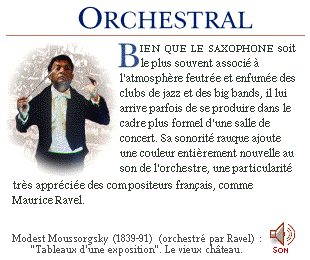 ORCHESTRAL
BIEN QUE LE SAXOPHONE soit
le plus souvent associé à
l'atmosphère feutrée et enfumée des
clubs de jazz et des big bands, il lui
arrive parfois de se produire dans le
cadre plus formel d'une salle de
concert. Sa sonorité rauque ajoute
une couleur entièrement nouvelle au
son de l'orchestre, une particularité
très appréciée des compositeurs français, comme
Maurice Ravel.
Modest Moussorgsky (1839-91) (orchestré par Ravel) :
"Tableaux d'une exposition". Le vieux château.
SON